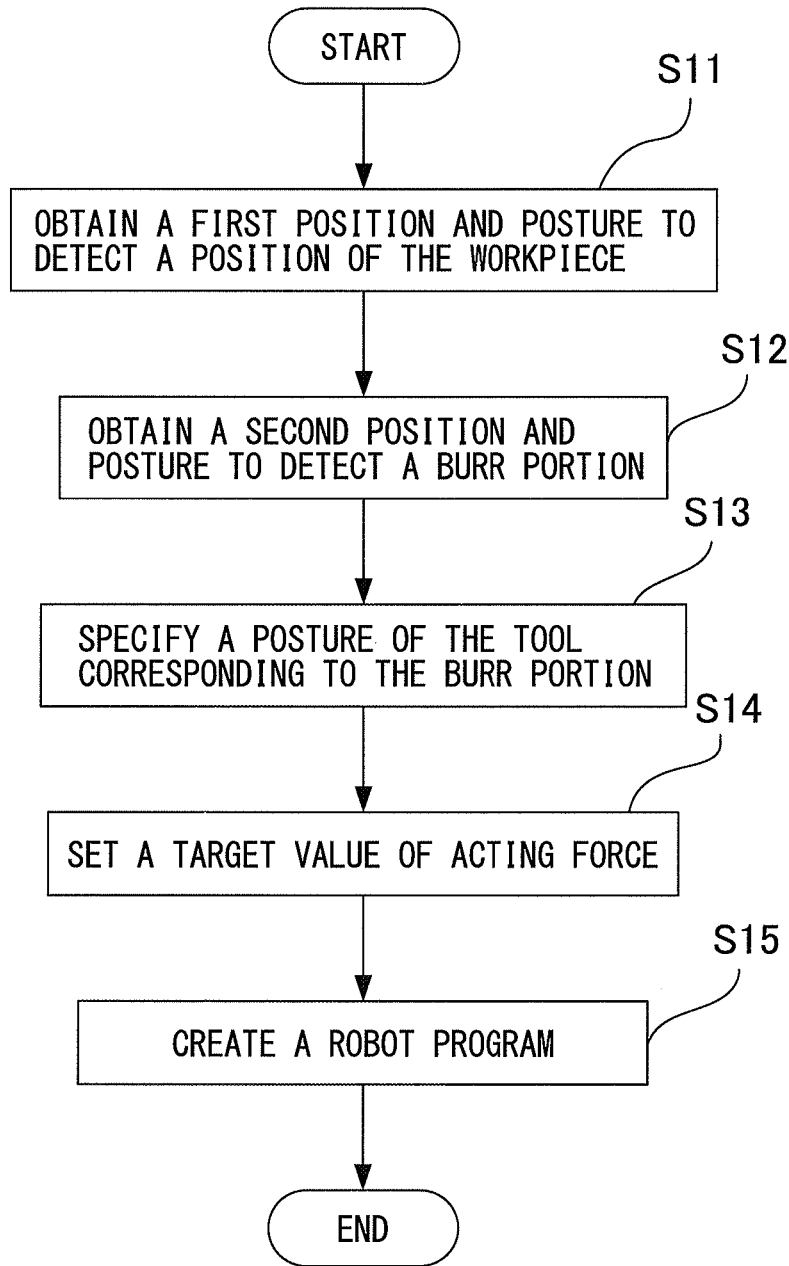 START
S11
OBTAIN A FIRST POSITION AND POSTURE TO
DETECT A POSITION OF THE WORKPIECE
S12
OBTAIN A SECOND POSITION AND
POSTURE TO DETECT A BURR PORTION
S13
SPECIFY A POSTURE OF THE TOOL
CORRESPONDING TO THE BURR PORTION
S14
SET A TARGET VALUE OF ACTING FORCE
S15
CREATE A ROBOT PROGRAM
END